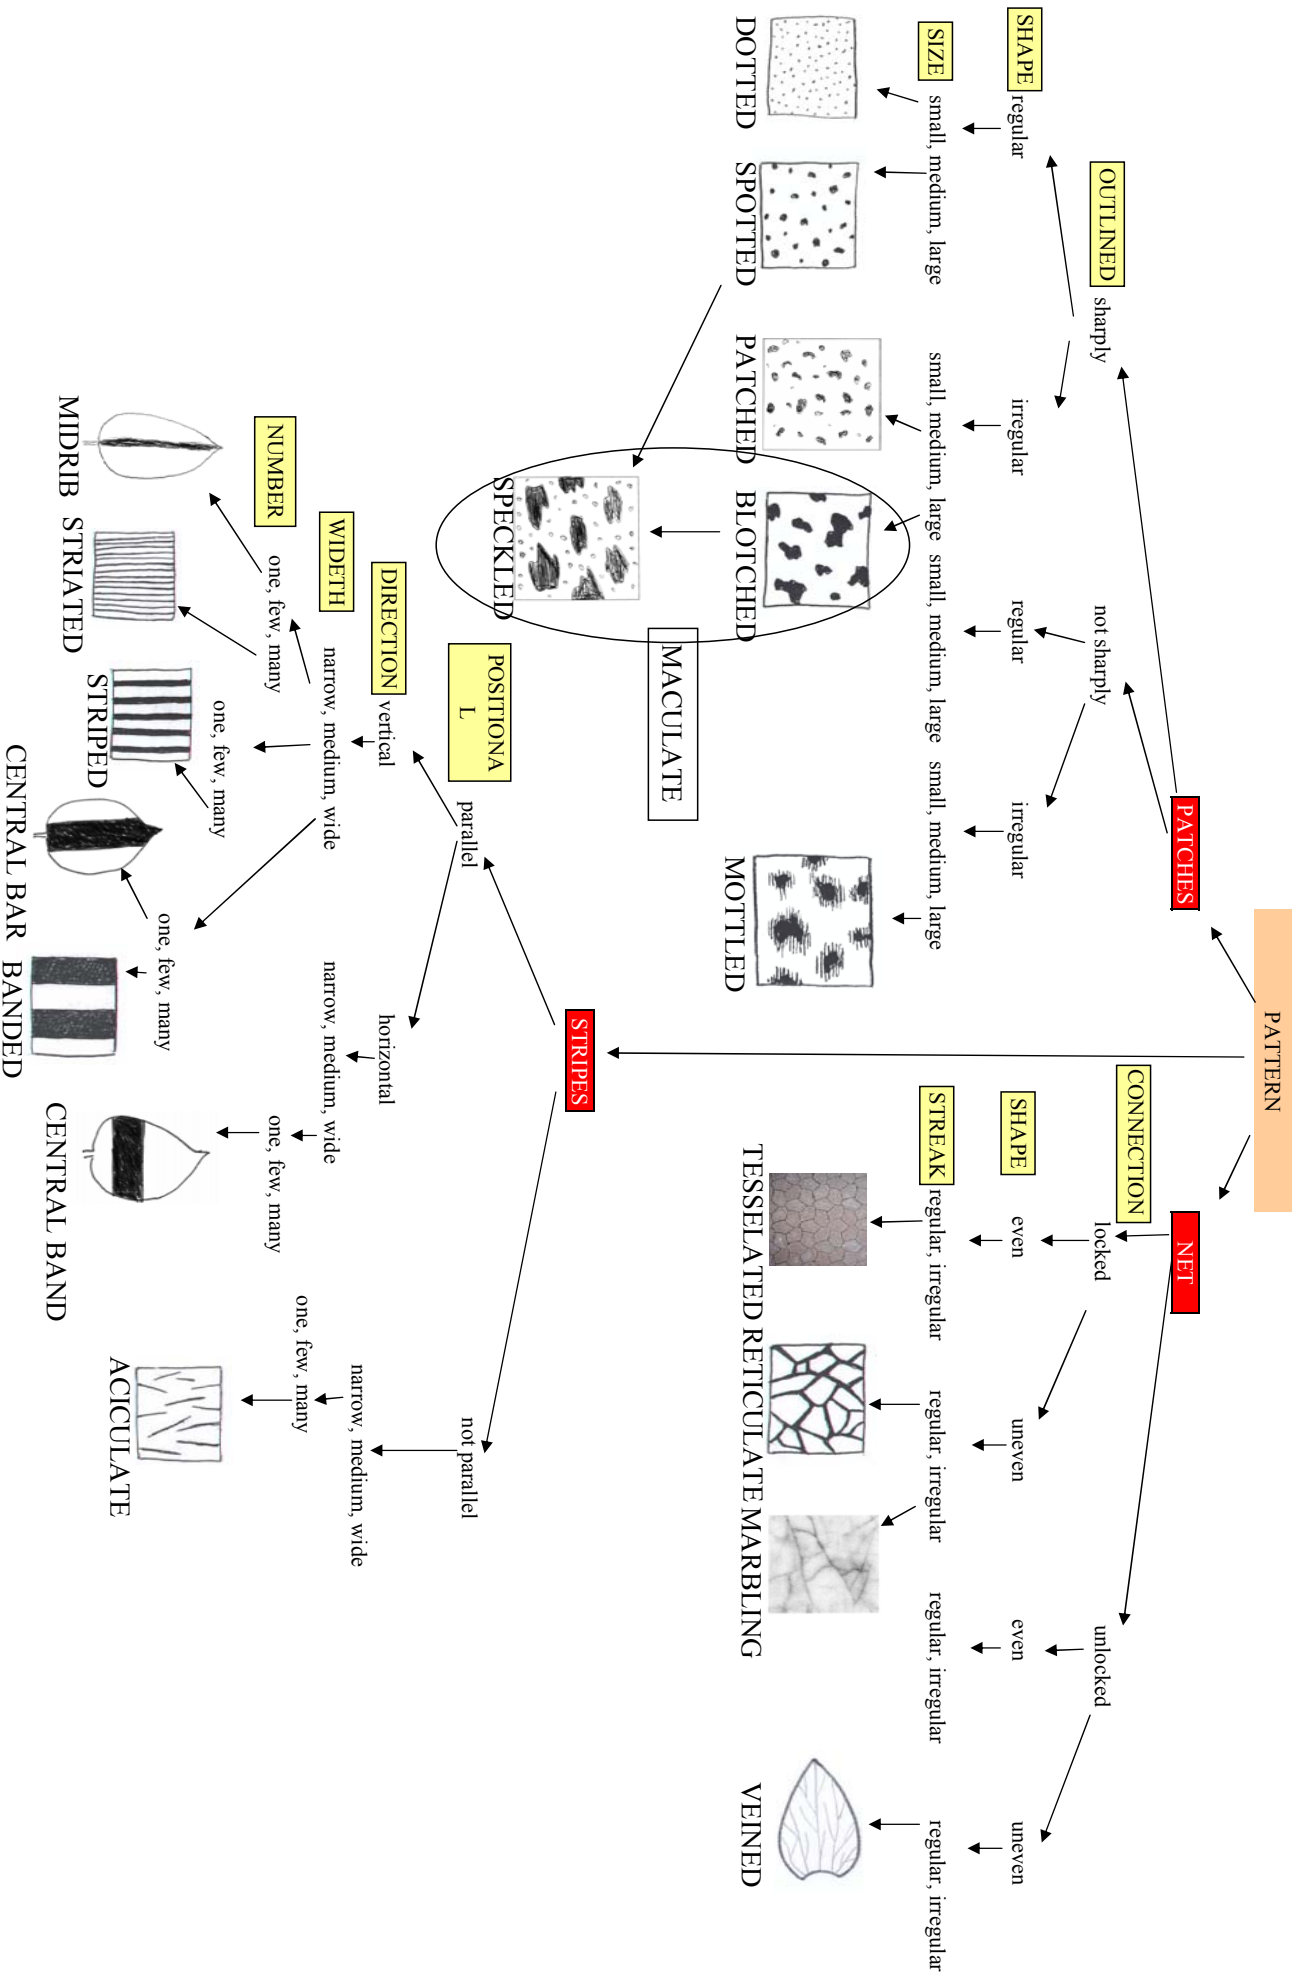 PATTERN
PATCHES
NET
OUTLINED
sharply
not sharply
CONNECTION
locked
unlocked
SHAPE
regular
irregular
regular
irregular
SHAPE
even
uneven
even
uneven
SIZE
small, medium, large
small, medium, large
small, medium, large
small, medium, large
STREAK
regular, irregular
regular, irregular
regular, irregular
regular, irregular
DOTTED
SPOTTED
PATCHED
BLOTCHED
MOTTLED
TESSELATED
RETICULATE
MARBLING
VEINED
MACULATE
STRIPES
SPECKLED
POSITIONA
L
parallel
not parallel
DIRECTION
vertical
horizontal
WIDETH
narrow, medium, wide
narrow, medium, wide
narrow, medium, wide
NUMBER
one, few, many
one, few, many
one, few, many
one, few, many
one, few, many
MIDRIB
STRIATED
STRIPED
CENTRAL BAR
BANDED
CENTRAL BAND
ACICULATE